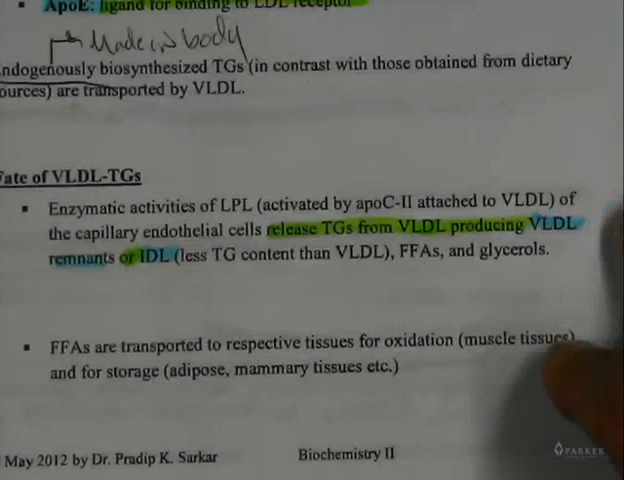 ▪ ApoE: ligand for binding to LDL receptor
Made in body
ndogenously biosynthesized TGs (in contrast with those obtained from dietary
ources) are transported by VLDL.
Fate of VLDL-TGs
▪ Enzymatic activities of LPL (activated by apoC-II attached to VLDL) of
the capillary endothelial cells release TGs from VLDL producing VLDL
remnants or IDL (less TG content than VLDL), FFAs, and glycerols.
▪ FFAs are transported to respective tissues for oxidation (muscle tissues)
and for storage (adipose, mammary tissues etc.)
May 2012 by Dr. Pradip K. Sarkar Biochemistry II
PARKER